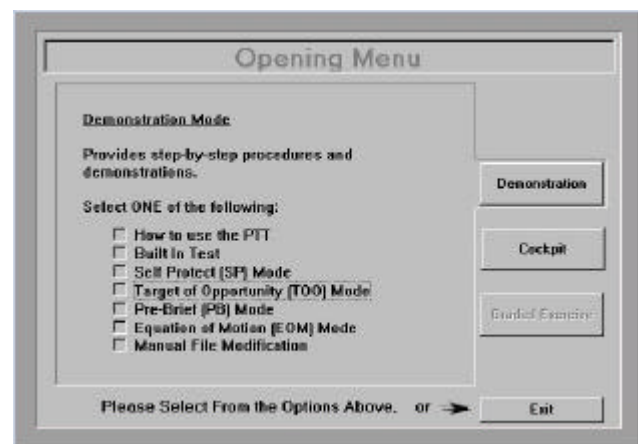 Opening Menu
Demonstration Mode
Provides step-by-step procedures and
demonstrations.
Select ONE of the following:
How to use the PTT
Built In Test
Self Protect (SP) Mode
Target of Opportunity (TOO) Mode
Pre-Brief (PB) Mode
Equation of Motion (EOM) Mode
Manual File Modification
Demonstration
Cockpit
Graded Exercise
Please Select From the Options Above. or
Exit